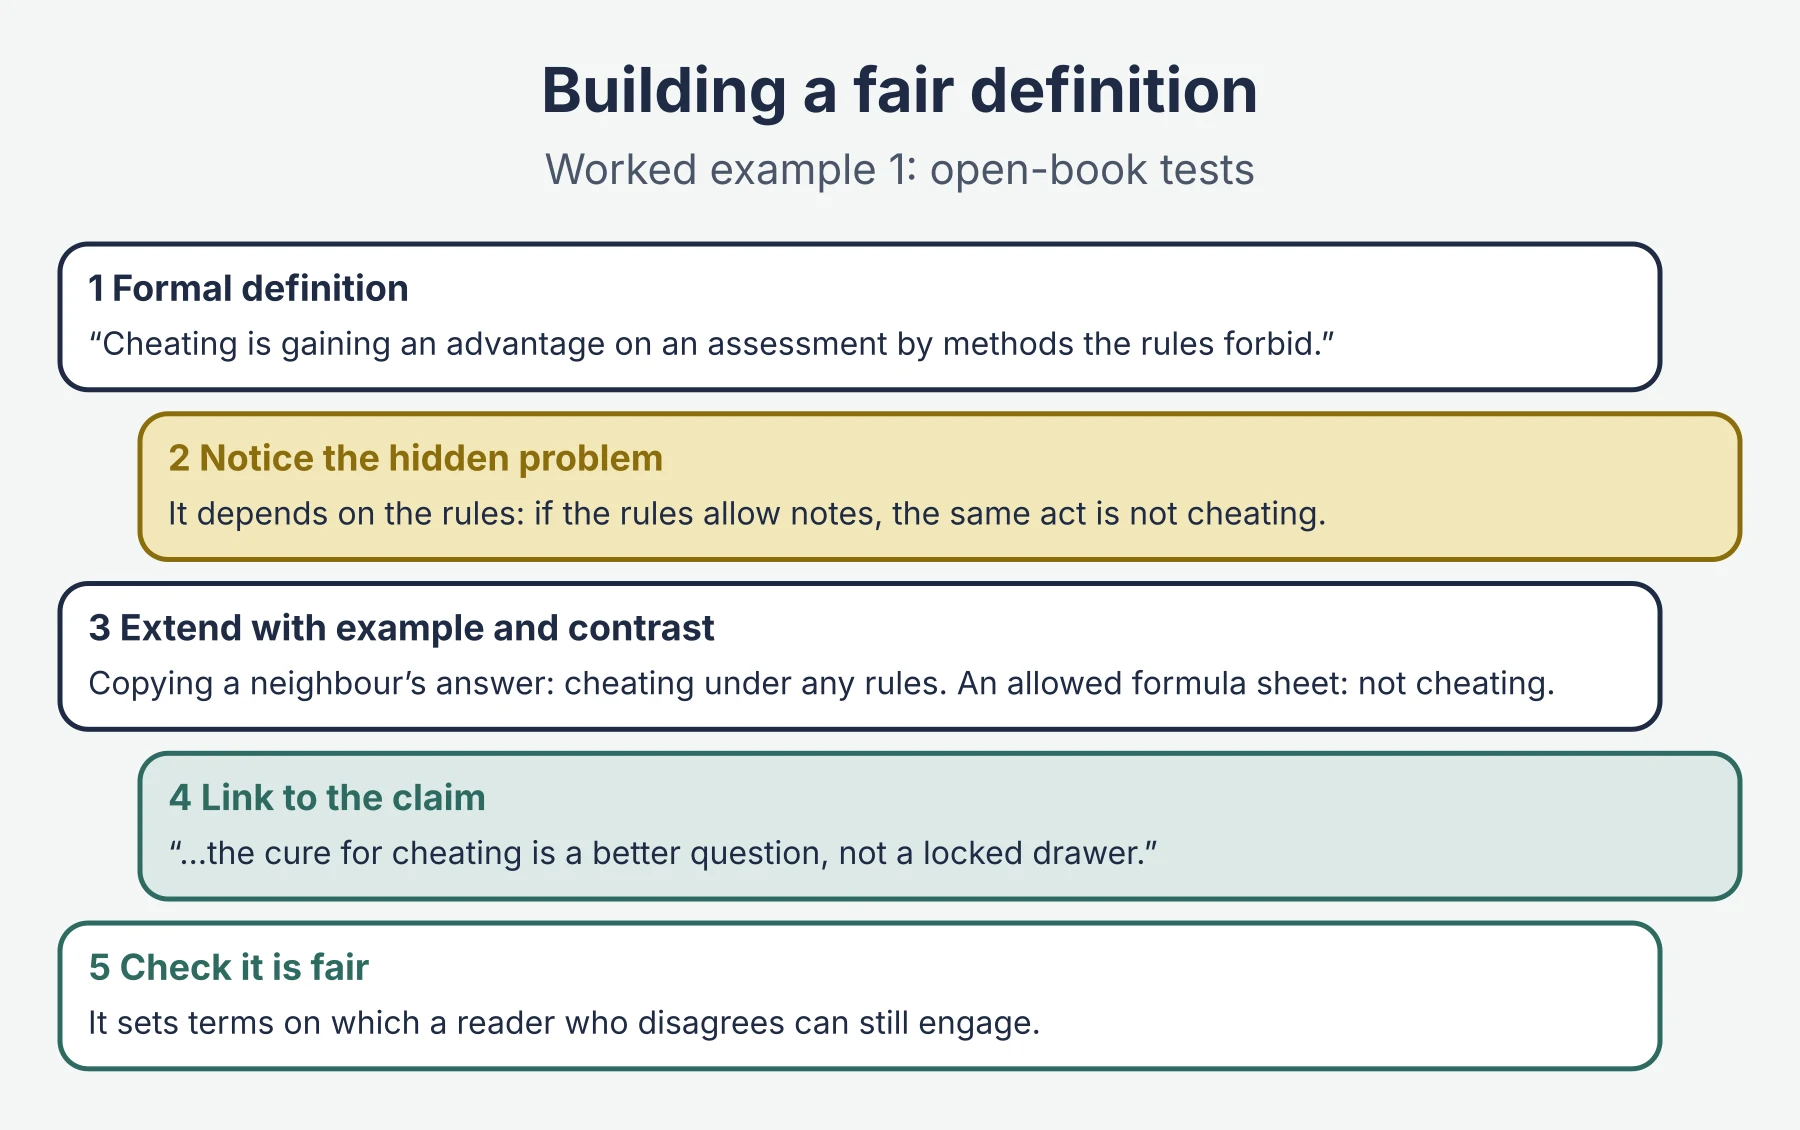 Building a fair definition
Worked example 1: open-book tests
1 Formal definition
“Cheating is gaining an advantage on an assessment by methods the rules forbid.”
2 Notice the hidden problem
It depends on the rules: if the rules allow notes, the same act is not cheating.
3 Extend with example and contrast
Copying a neighbour’s answer: cheating under any rules. An allowed formula sheet: not cheating.
4 Link to the claim
“…the cure for cheating is a better question, not a locked drawer.”
5 Check it is fair
It sets terms on which a reader who disagrees can still engage.